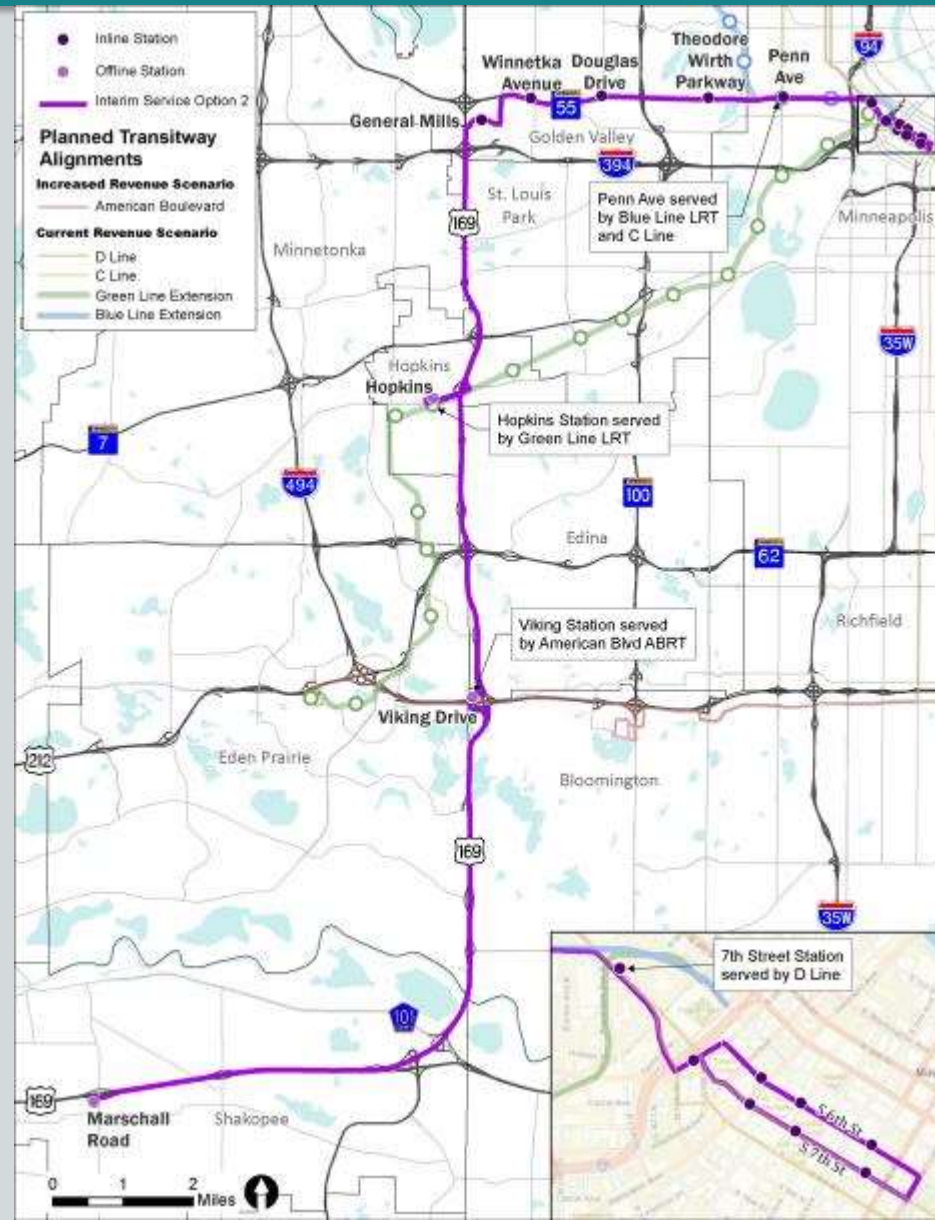 Inline Station
Offline Station
Interim Service Option 2
Planned Transitway
Alignments
Increased Revenue Scenario
American Boulevard
Current Revenue Scenario
D Line
C Line
Green Line Extension
Blue Line Extension
General Mills
Winnetka
Avenue
Douglas
Drive
Theodore
Wirth
Parkway
Penn
Ave
94
55
Golden Valley
394
St. Louis
Park
Penn Ave served
by Blue Line LRT
and C Line
Minneapolis
169
Minnetonka
35W
Hopkins
Hopkins
Hopkins Station served
by Green Line LRT
7
494
100
Edina
62
Richfield
Viking Station served
by American Blvd ABRT
Viking Drive
212
Eden Prairie
Bloomington
169
35W
101
169
Marschall
Road
Shakopee
0 1 2
Miles
7th Street Station
served by D Line
S 6th St
S 7th St